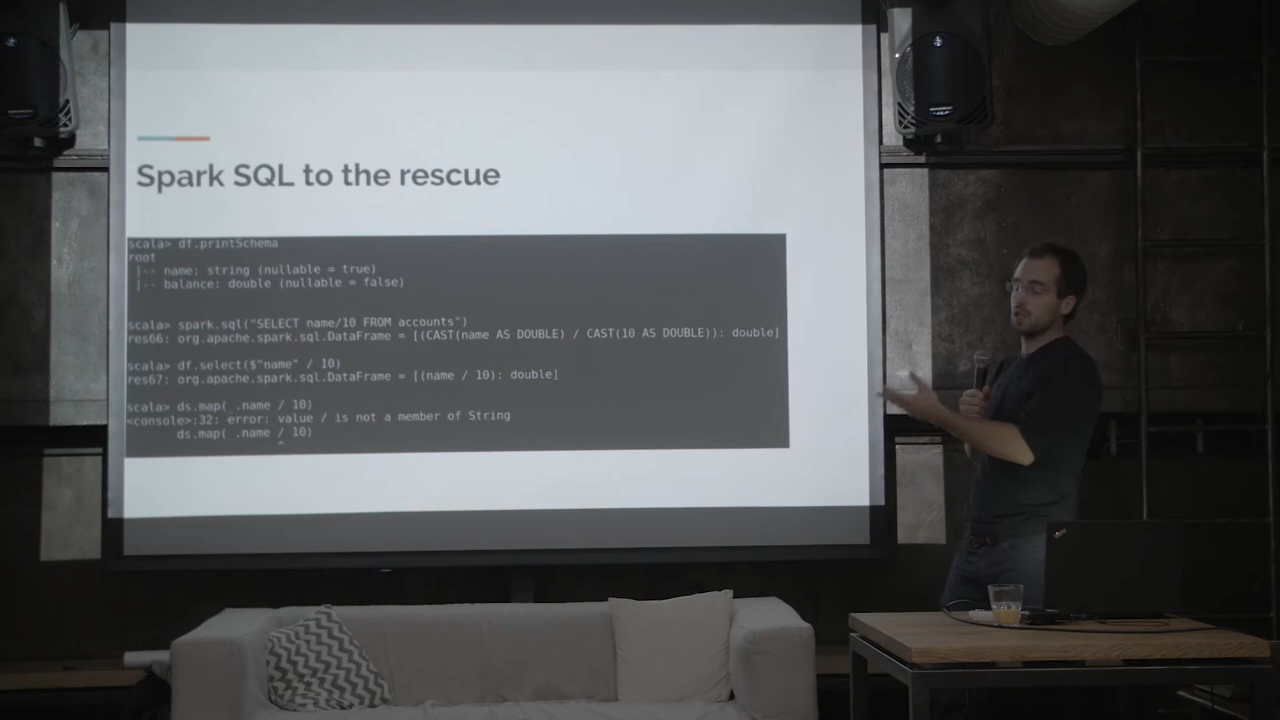 Spark SQL to the rescue
scala> df.printSchema
root
|-- name: string (nullable = true)
|-- balance: double (nullable = false)
scala> spark.sql("SELECT name/10 FROM accounts")
res66: org.apache.spark.sql.DataFrame = [(CAST(name AS DOUBLE) / CAST(10 AS DOUBLE)): double]
scala> df.select($"name" / 10)
res67: org.apache.spark.sql.DataFrame = [(name / 10): double]
scala> ds.map(_.name / 10)
<console>:32: error: value / is not a member of String
ds.map(_.name / 10)
^